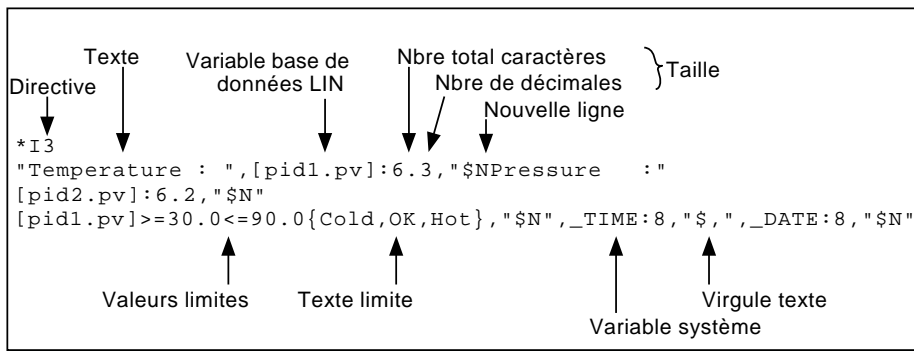 Texte Variable base de Nbre total caractères
données LIN Nbre de décimales Taille
Directive Nouvelle ligne
*I3
"Temperature : ",[pid1.pv]:6.3,"$NPressure   :"
[pid2.pv]:6.2,"$N"
[pid1.pv]>=30.0<=90.0{Cold,OK,Hot},"$N",_TIME:8,"$,",_DATE:8,"$N"
Valeurs limites Texte limite Virgule texte
Variable système